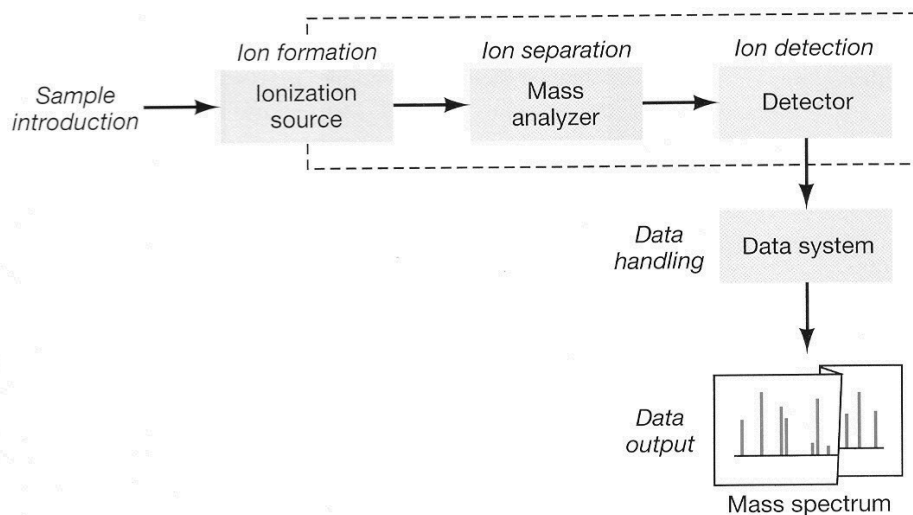 Ion formation
Ion separation
Ion detection
Sample
introduction
Ionization
source
Mass
analyzer
Detector
Data
handling
Data system
Data
output
Mass spectrum